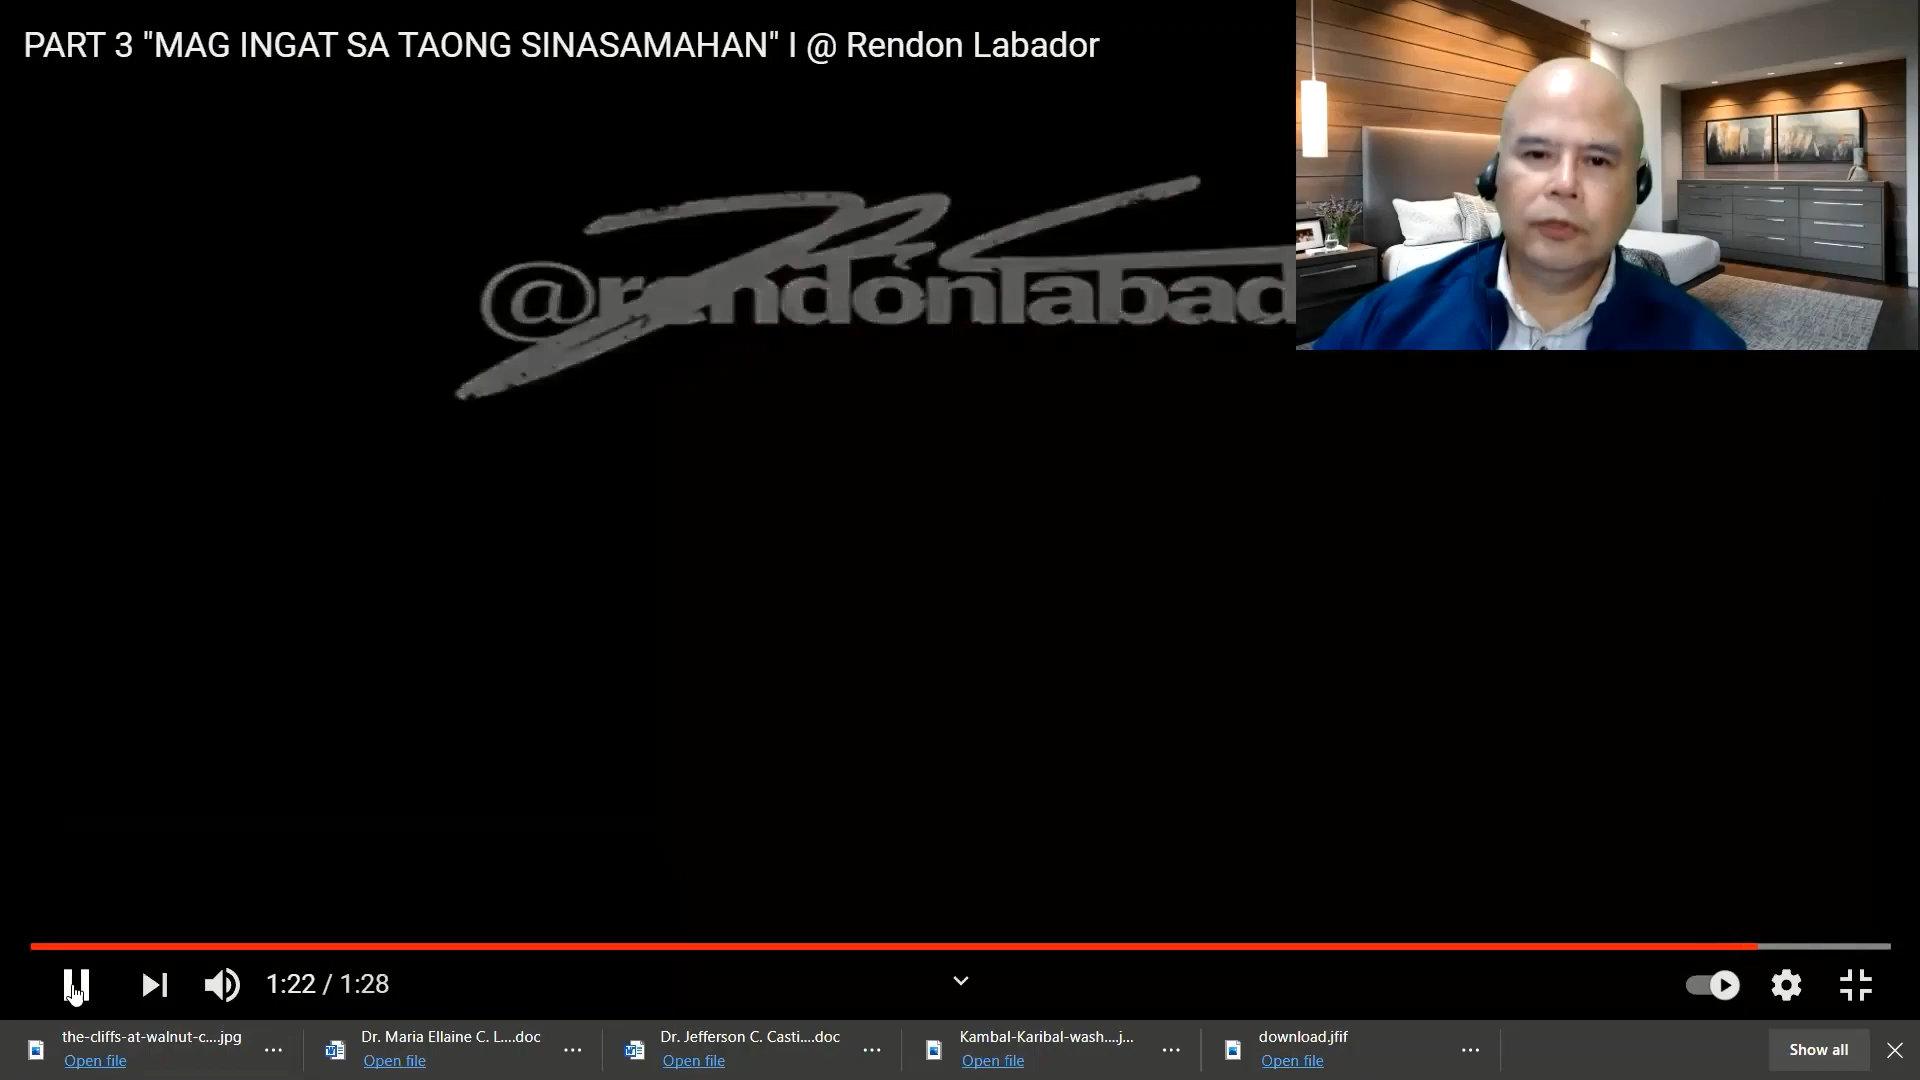 PART 3 "MAG INGAT SA TAONG SINASAMAHAN" I @ Rendon Labador
@rendonlabad
1:22 / 1:28
the-cliffs-at-walnut-c....jpg
Open file
Dr. Maria Ellaine C. L....doc
Open file
Dr. Jefferson C. Casti....doc
Open file
Kambal-Karibal-wash....j...
Open file
download.jfif
Open file
Show all